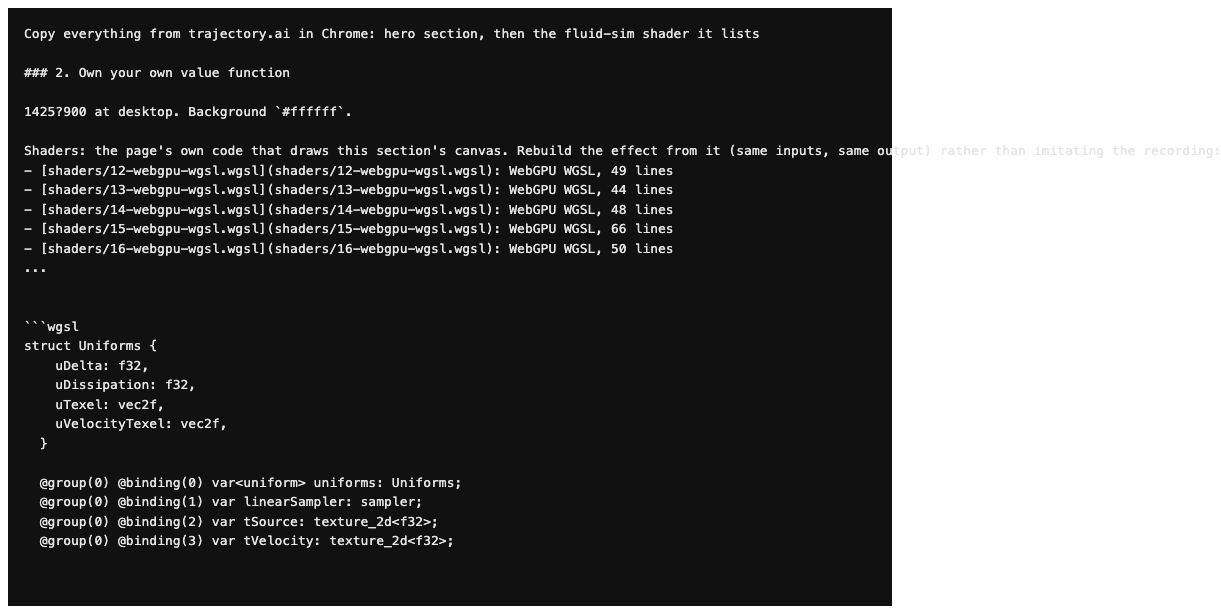 Copy everything from trajectory.ai in Chrome: hero section, then the fluid-sim shader it lists
### 2. Own your own value function
1425?900 at desktop. Background `#ffffff`.
Shaders: the page's own code that draws this section's canvas. Rebuild the effect from it (same inputs, same output) rather than imitating the recording:
- [shaders/12-webgpu-wgsl.wgsl](shaders/12-webgpu-wgsl.wgsl): WebGPU WGSL, 49 lines
- [shaders/13-webgpu-wgsl.wgsl](shaders/13-webgpu-wgsl.wgsl): WebGPU WGSL, 44 lines
- [shaders/14-webgpu-wgsl.wgsl](shaders/14-webgpu-wgsl.wgsl): WebGPU WGSL, 48 lines
- [shaders/15-webgpu-wgsl.wgsl](shaders/15-webgpu-wgsl.wgsl): WebGPU WGSL, 66 lines
- [shaders/16-webgpu-wgsl.wgsl](shaders/16-webgpu-wgsl.wgsl): WebGPU WGSL, 50 lines
...
```wgsl
struct Uniforms {
    uDelta: f32,
    uDissipation: f32,
    uTexel: vec2f,
    uVelocityTexel: vec2f,
  }
  @group(0) @binding(0) var<uniform> uniforms: Uniforms;
  @group(0) @binding(1) var linearSampler: sampler;
  @group(0) @binding(2) var tSource: texture_2d<f32>;
  @group(0) @binding(3) var tVelocity: texture_2d<f32>;